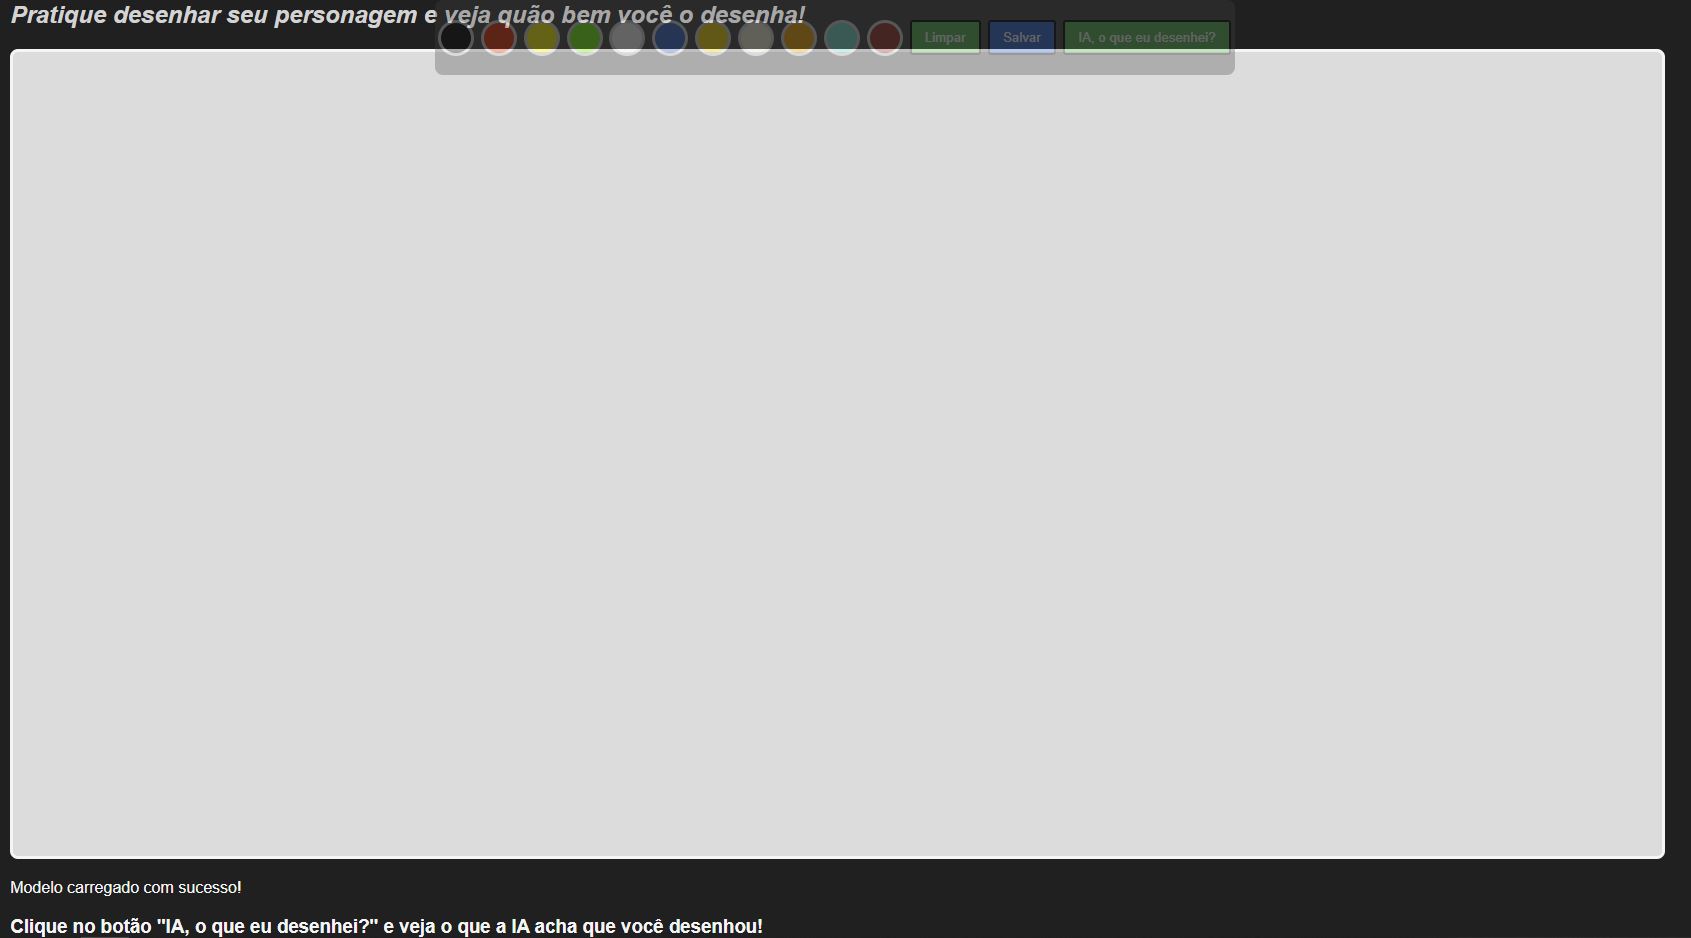 Pratique desenhar seu personagem e veja quão bem você o desenha!
Limpar Salvar IA, o que eu desenhei?
Modelo carregado com sucesso!
Clique no botão "IA, o que eu desenhei?" e veja o que a IA acha que você desenhou!